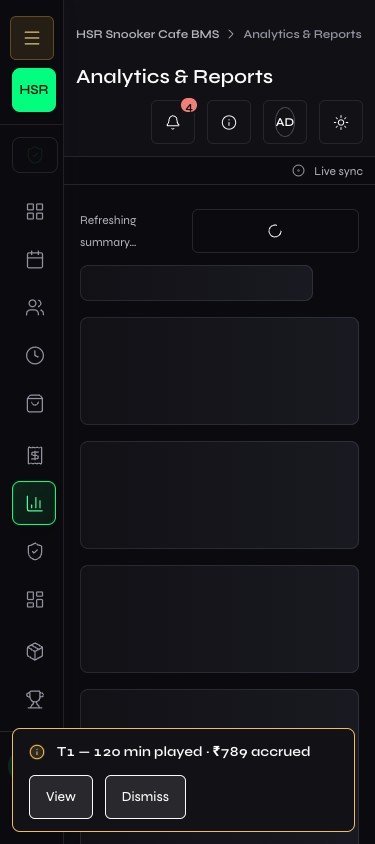 HSR Snooker Cafe BMS > Analytics & Reports
HSR
Analytics & Reports
4
AD
Live sync
Refreshing
summary…
T1 — 120 min played · ₹789 accrued
View
Dismiss